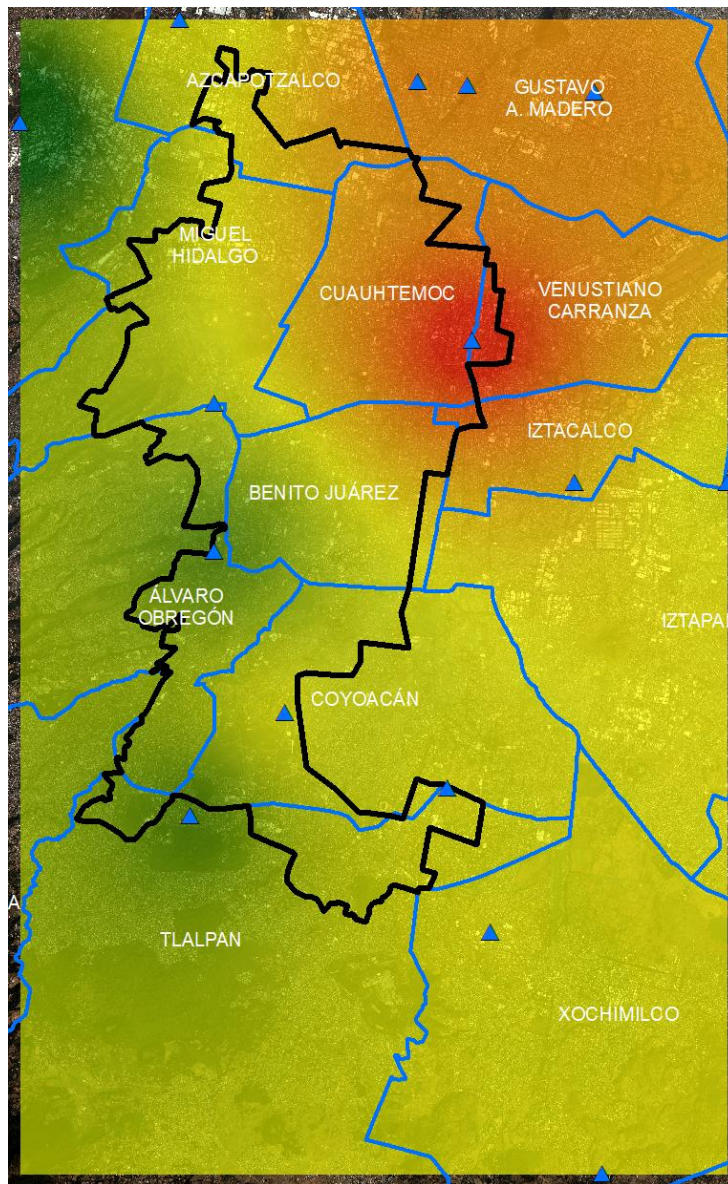 AZCAPOTZALCO
GUSTAVO
A. MADERO
MIGUEL
HIDALGO
CUAUHTEMOC
VENUSTIANO
CARRANZA
IZTACALCO
BENITO JUÁREZ
ÁLVARO
OBREGÓN
IZTAPA
COYOACÁN
A
TLALPAN
XOCHIMILCO